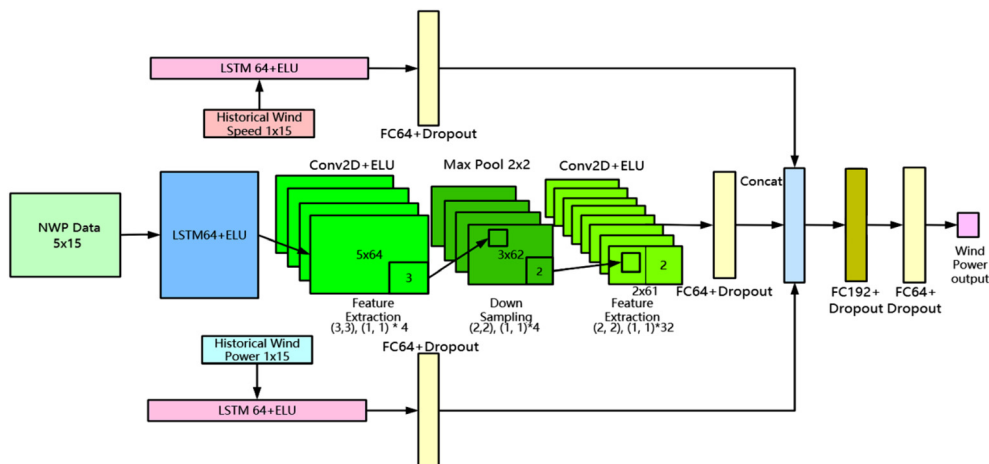 LSTM 64+ELU
Historical Wind
Speed 1x15
FC64+Dropout
NWP Data
5x15
LSTM64+ELU
Conv2D+ELU
5x64
3
Feature
Extraction
(3,3), (1, 1) * 4
Max Pool 2x2
3x62
2
Down
Sampling
(2,2), (1, 1)*4
Conv2D+ELU
2
2x61
Feature
Extraction
(2, 2), (1, 1)*32
FC64+Dropout
Concat
FC192+
Dropout
FC64+
Dropout
Wind
Power
output
Historical Wind
Power 1x15
LSTM 64+ELU
FC64+Dropout